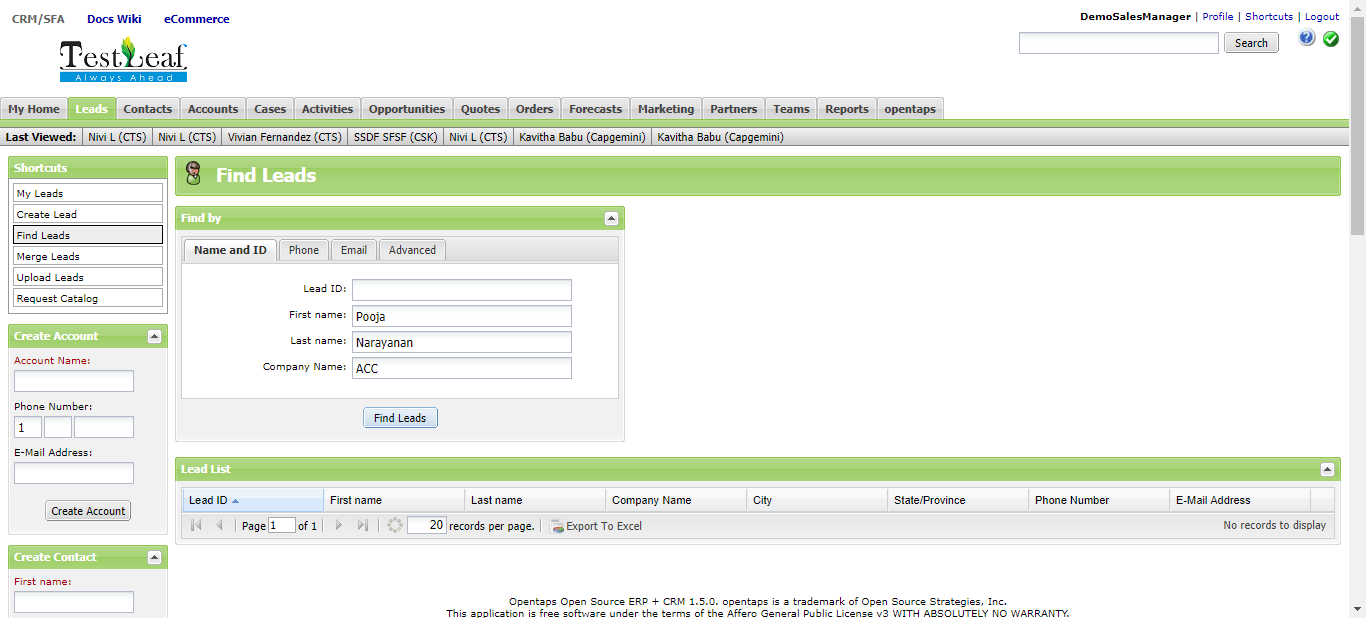 CRM/SFA Docs Wiki eCommerce
DemoSalesManager | Profile | Shortcuts | Logout
TestLeaf
Always Ahead
Search
My Home Leads Contacts Accounts Cases Activities Opportunities Quotes Orders Forecasts Marketing Partners Teams Reports opentaps
Last Viewed: Nivi L (CTS) Nivi L (CTS) Vivian Fernandez (CTS) SSDF SFSF (CSK) Nivi L (CTS) Kavitha Babu (Capgemini) Kavitha Babu (Capgemini)
Shortcuts
My Leads
Create Lead
Find Leads
Merge Leads
Upload Leads
Request Catalog
Create Account
Account Name:
Phone Number:
1
E-Mail Address:
Create Account
Create Contact
First name:
Find Leads
Find by
Name and ID Phone Email Advanced
Lead ID:
First name: Pooja
Last name: Narayanan
Company Name: ACC
Find Leads
Lead List
Lead ID First name Last name Company Name City State/Province Phone Number E-Mail Address
Page 1 of 1 20 records per page. Export To Excel No records to display
Opentaps Open Source ERP + CRM 1.5.0. opentaps is a trademark of Open Source Strategies, Inc.
This application is free software under the terms of the Affero General Public License v3 WITH ABSOLUTELY NO WARRANTY.